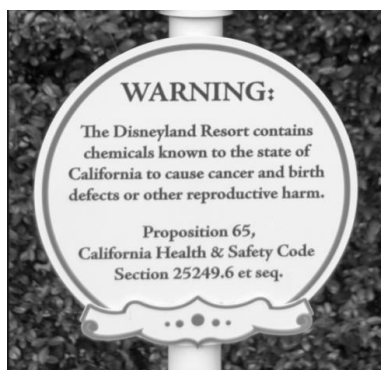 WARNING:
The Disneyland Resort contains
chemicals known to the state of
California to cause cancer and birth
defects or other reproductive harm.
Proposition 65,
California Health & Safety Code
Section 25249.6 et seq.